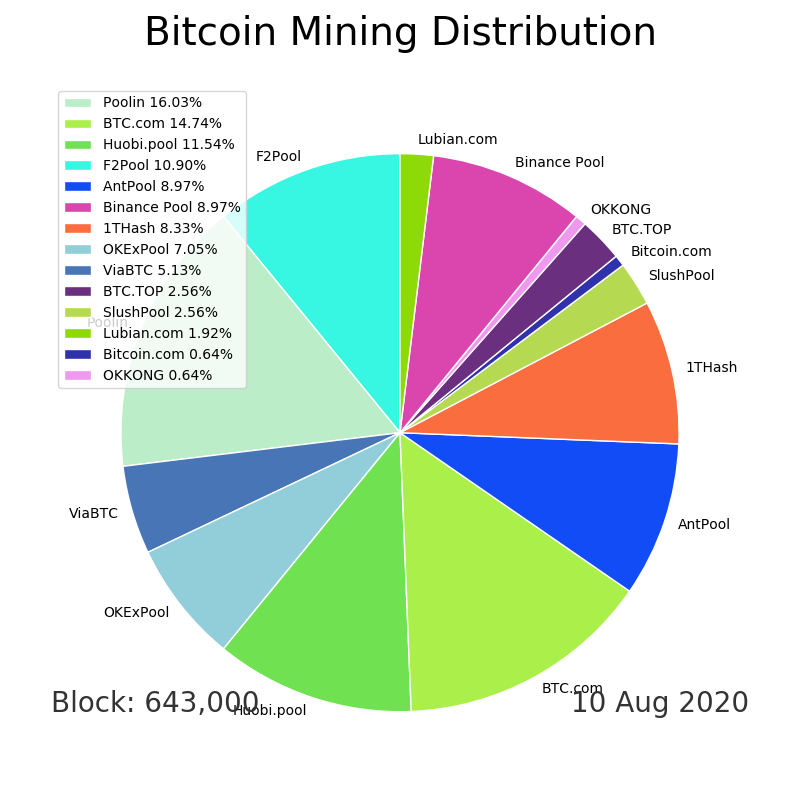 Bitcoin Mining Distribution
Poolin 16.03%
BTC.com 14.74%
Huobi.pool 11.54%
F2Pool 10.90%
AntPool 8.97%
Binance Pool 8.97%
1THash 8.33%
OKExPool 7.05%
ViaBTC 5.13%
BTC.TOP 2.56%
SlushPool 2.56%
Lubian.com 1.92%
Bitcoin.com 0.64%
OKKONG 0.64%
F2Pool
Lubian.com
Binance Pool
OKKONG
BTC.TOP
Bitcoin.com
SlushPool
1THash
AntPool
BTC.com
Huobi.pool
OKExPool
ViaBTC
Poolin
Block: 643,000
10 Aug 2020